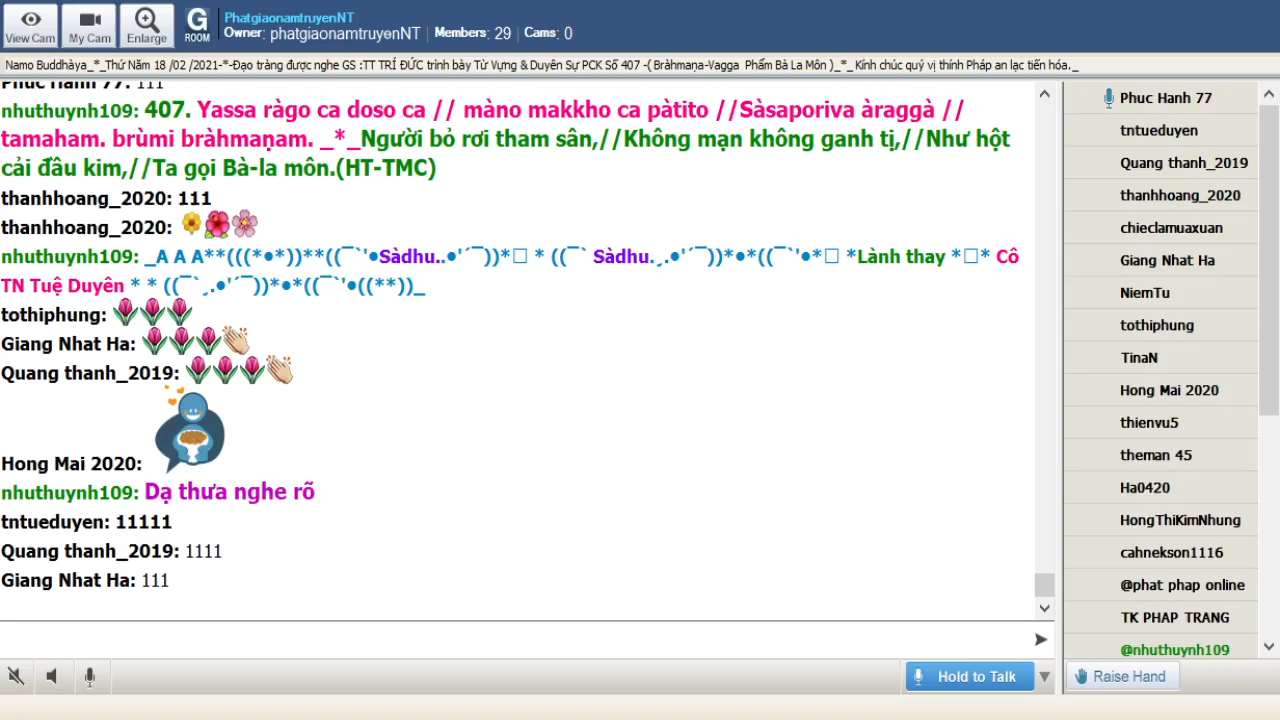 View Cam
My Cam
Enlarge
G
ROOM
PhatgiaonamtruyenNT
Owner: phatgiaonamtruyenNT | Members: 29 | Cams: 0
Namo Buddhàya_*_Thứ Năm 18 /02 /2021-*-Đạo tràng được nghe GS :TT TRÍ ĐỨC trình bày Từ Vựng & Duyên Sự PCK Số 407 -( Bràhmaṇa-Vagga Phẩm Bà La Môn )_*_ Kính chúc quý vị thính Pháp an lạc tiến hóa._
Phuc Hanh 77: 111
nhuthuynh109: 407. Yassa ràgo ca doso ca // màno makkho ca pàtito //Sàsaporiva àraggà //
tamaham. brùmi bràhmaṇam. _*_Người bỏ rơi tham sân,//Không mạn không ganh tị,//Như hột
cải đầu kim,//Ta gọi Bà-la môn.(HT-TMC)
thanhhoang_2020: 111
thanhhoang_2020:
nhuthuynh109: _A A A**(((*•*))**((¯`'•Sàdhu..•'´¯))*□ * ((¯` Sàdhu.¸.•'´¯))*•*((¯`'•*□ *Lành thay *□* Cô
TN Tuệ Duyên * * ((¯`¸.•'´¯))*•*((¯`'•((**))_
tothiphung:
Giang Nhat Ha:
Quang thanh_2019:
Hong Mai 2020:
nhuthuynh109: Dạ thưa nghe rõ
tntueduyen: 11111
Quang thanh_2019: 1111
Giang Nhat Ha: 111
Hold to Talk
Phuc Hanh 77
tntueduyen
Quang thanh_2019
thanhhoang_2020
chieclamuaxuan
Giang Nhat Ha
NiemTu
tothiphung
TinaN
Hong Mai 2020
thienvu5
theman 45
Ha0420
HongThiKimNhung
cahnekson1116
@phat phap online
TK PHAP TRANG
@nhuthuynh109
Raise Hand